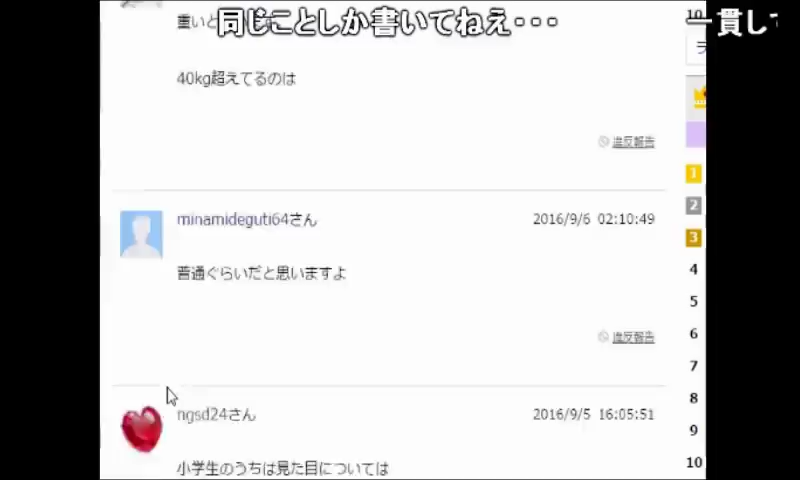 同じことしか書いてねえ・・・
一貫して
重いと
40kg超えてるのは
違反報告
minamideguti64さん
2016/9/6 02:10:49
普通ぐらいだと思いますよ
違反報告
ngsd24さん
2016/9/5 16:05:51
小学生のうちは見た目については
1
2
3
4
5
6
7
8
9
10